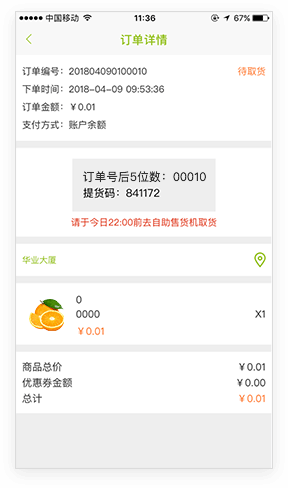 中国移动 11:36 67%
订单详情
订单编号：201804090100010 待取货
下单时间：2018-04-09 09:53:36
订单金额：￥0.01
支付方式：账户余额
订单号后5位数：00010
提货码：841172
请于今日22:00前去自助售货机取货
华业大厦
0
0000 X1
￥0.01
商品总价 ￥0.01
优惠券金额 ￥0.00
总计 ￥0.01